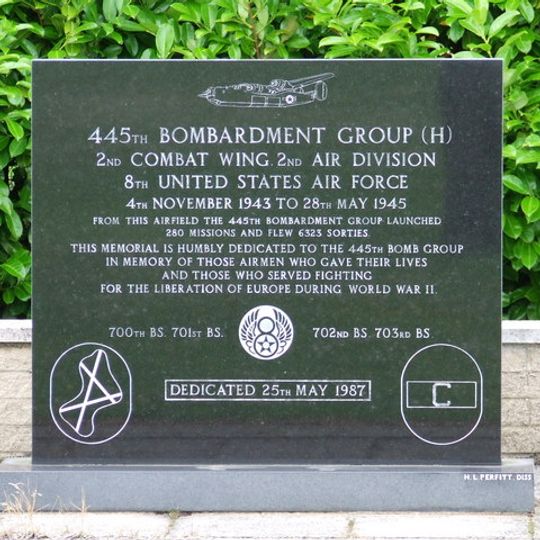 445TH BOMBARDMENT GROUP (H)
2ND COMBAT WING. 2ND AIR DIVISION
8TH UNITED STATES AIR FORCE
4TH NOVEMBER 1943 TO 28TH MAY 1945
FROM THIS AIRFIELD THE 445TH BOMBARDMENT GROUP LAUNCHED
280 MISSIONS AND FLEW 6323 SORTIES.
THIS MEMORIAL IS HUMBLY DEDICATED TO THE 445TH BOMB GROUP
IN MEMORY OF THOSE AIRMEN WHO GAVE THEIR LIVES
AND THOSE WHO SERVED FIGHTING
FOR THE LIBERATION OF EUROPE DURING WORLD WAR II.
700TH BS. 701ST BS. 702ND BS. 703RD BS.
DEDICATED 25TH MAY 1987
C
H. L. PERFITT. DISS